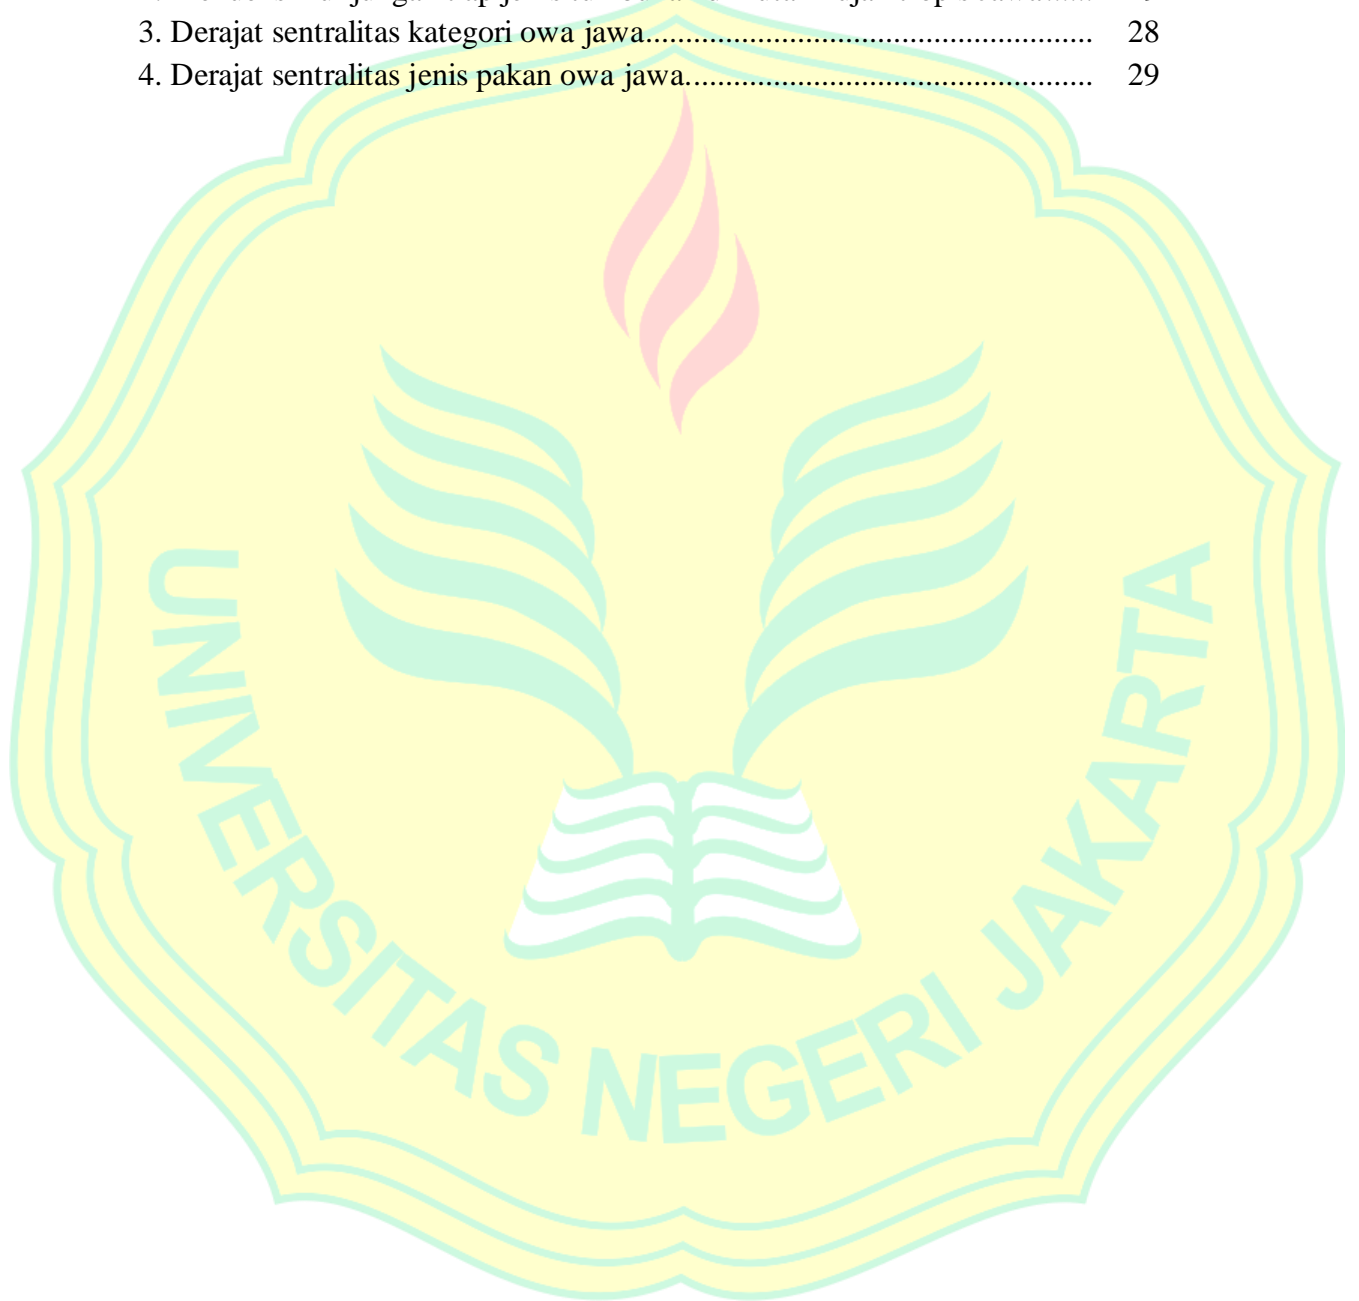 3. Derajat sentralitas kategori owa jawa...................................................... 28
4. Derajat sentralitas jenis pakan owa jawa................................................. 29
UNIVERSITAS NEGERI JAKARTA